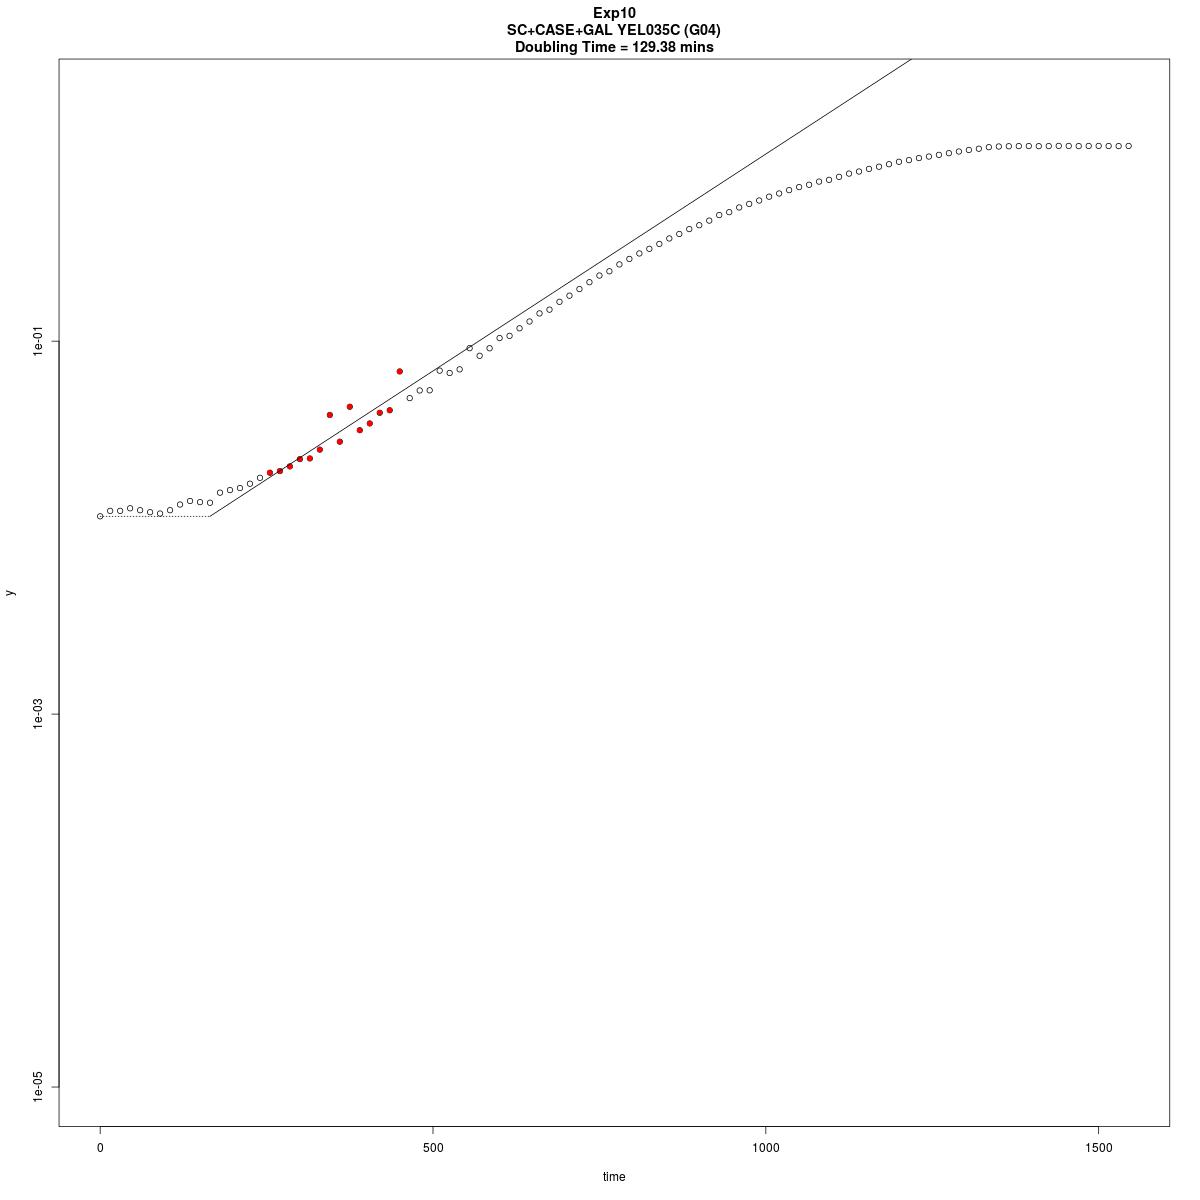 Exp10
SC+CASE+GAL YEL035C (G04)
Doubling Time = 129.38 mins
1e-01
1e-03
1e-05
y
0 500 1000 1500
time